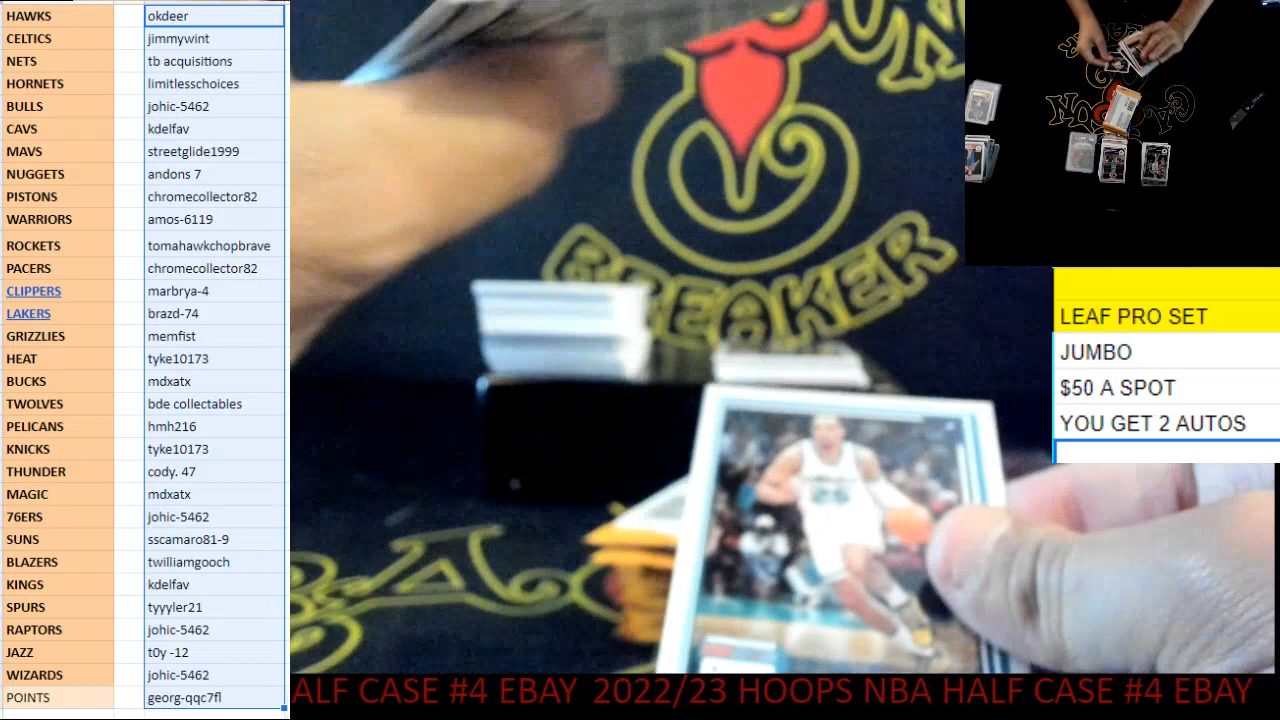 HAWKS okdeer
CELTICS jimmywint
NETS tb acquisitions
HORNETS limitlesschoices
BULLS johic-5462
CAVS kdelfav
MAVS streetglide1999
NUGGETS andons 7
PISTONS chromecollector82
WARRIORS amos-6119
ROCKETS tomahawkchopbrave
PACERS chromecollector82
CLIPPERS marbrya-4
LAKERS brazd-74
GRIZZLIES memfist
HEAT tyke10173
BUCKS mdxatx
TWOLVES bde collectables
PELICANS hmh216
KNICKS tyke10173
THUNDER cody. 47
MAGIC mdxatx
76ERS johic-5462
SUNS sscamaro81-9
BLAZERS twilliamgooch
KINGS kdelfav
SPURS tyyyler21
RAPTORS johic-5462
JAZZ t0y -12
WIZARDS johic-5462
POINTS georg-qqc7fl
BREAKER
LEAF PRO SET
JUMBO
$50 A SPOT
YOU GET 2 AUTOS
ALF CASE #4 EBAY 2022/23 HOOPS NBA HALF CASE #4 EBAY